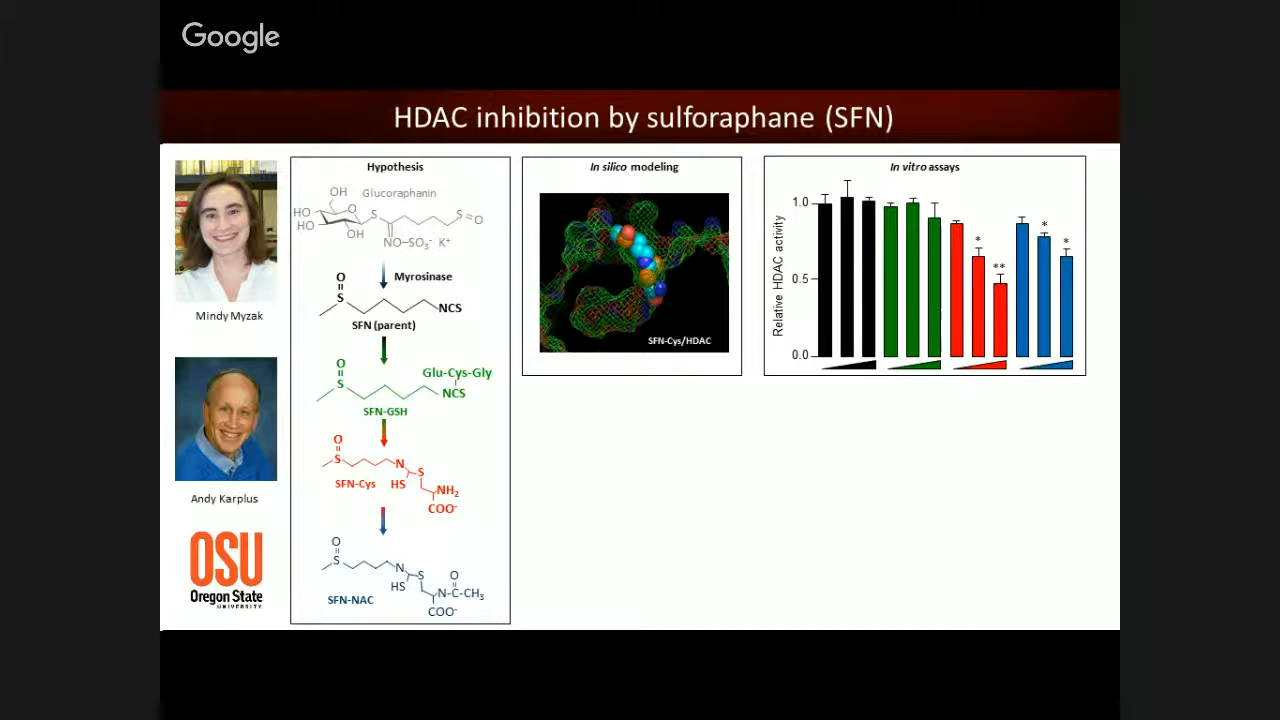 Google
HDAC inhibition by sulforaphane (SFN)
Mindy Myzak
Andy Karplus
OSU
Oregon State
UNIVERSITY
Hypothesis
Glucoraphanin
OH
HO
HO
OH
O
S
S=O
NO–SO₃⁻ K⁺
Myrosinase
O
S
NCS
SFN (parent)
O
S
Glu-Cys-Gly
NCS
SFN-GSH
O
S
N
S
SFN-Cys
HS
NH₂
COO⁻
O
S
N
S
O
HS
N-C-CH₃
SFN-NAC
COO⁻
In silico modeling
SFN-Cys/HDAC
In vitro assays
Relative HDAC activity
1.0
0.5
0.0
*
**
*
*